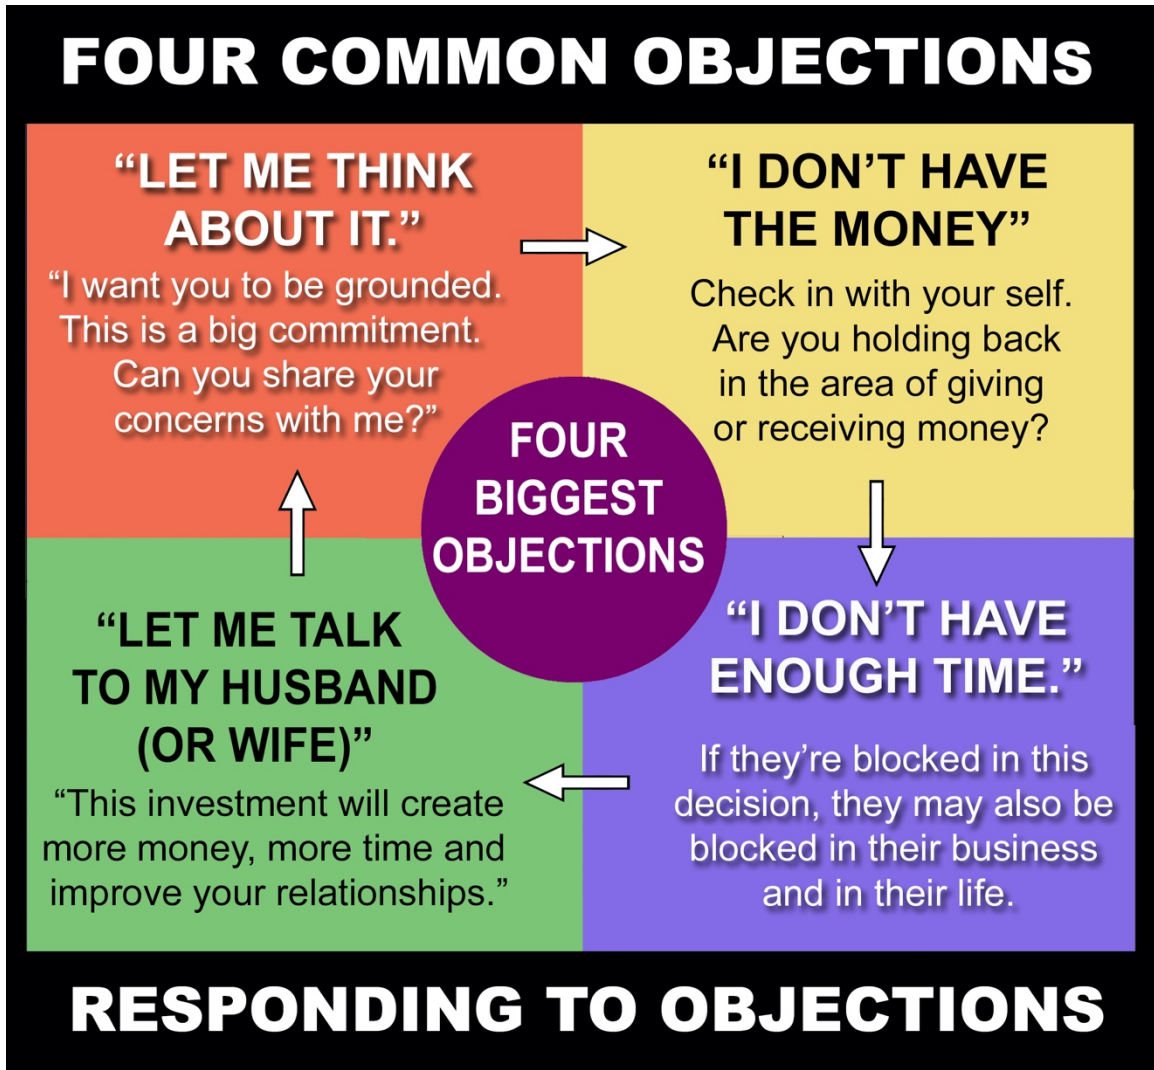 FOUR COMMON OBJECTIONS
“LET ME THINK
ABOUT IT.”
“I want you to be grounded.
This is a big commitment.
Can you share your
concerns with me?”
“I DON’T HAVE
THE MONEY”
Check in with your self.
Are you holding back
in the area of giving
or receiving money?
FOUR
BIGGEST
OBJECTIONS
“LET ME TALK
TO MY HUSBAND
(OR WIFE)”
“This investment will create
more money, more time and
improve your relationships.”
“I DON’T HAVE
ENOUGH TIME.”
If they’re blocked in this
decision, they may also be
blocked in their business
and in their life.
RESPONDING TO OBJECTIONS